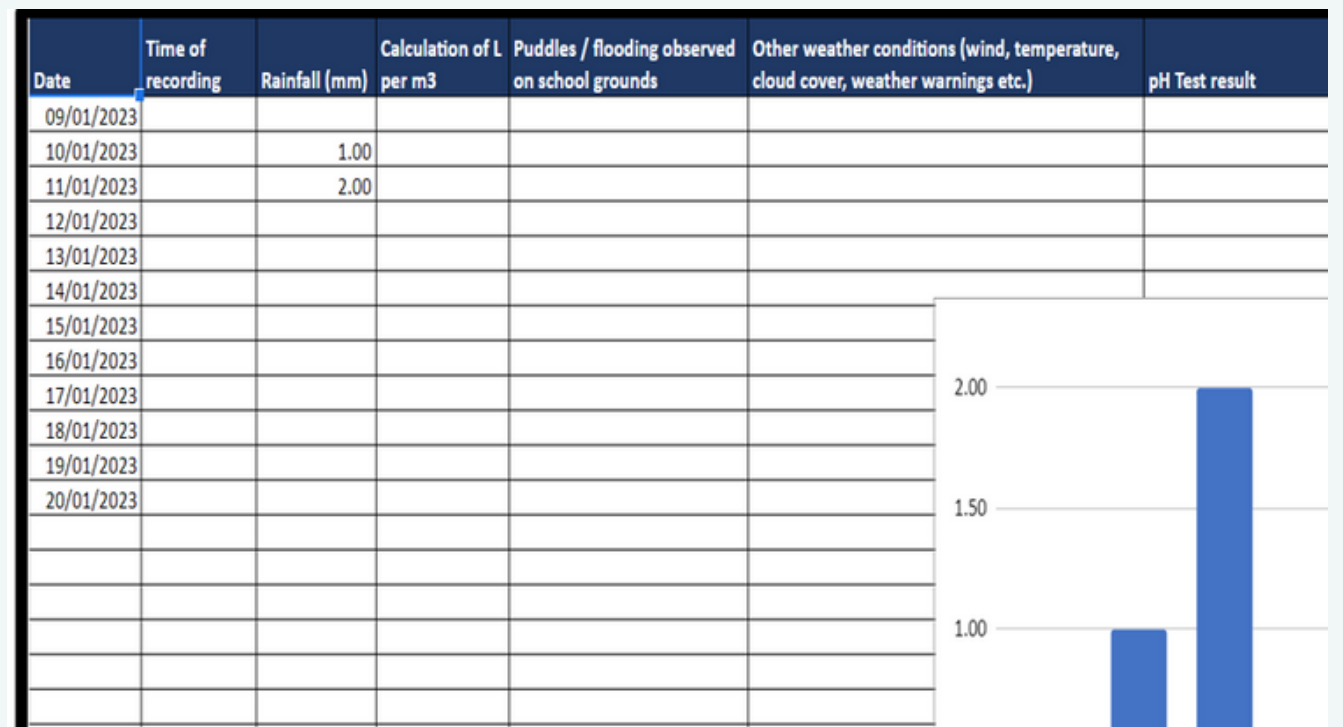 Date
Time of
recording
Rainfall (mm)
Calculation of L
per m3
Puddles / flooding observed
on school grounds
Other weather conditions (wind, temperature,
cloud cover, weather warnings etc.)
pH Test result
09/01/2023
10/01/2023 1.00
11/01/2023 2.00
12/01/2023
13/01/2023
14/01/2023
15/01/2023
16/01/2023
17/01/2023
18/01/2023
19/01/2023
20/01/2023
2.00
1.50
1.00